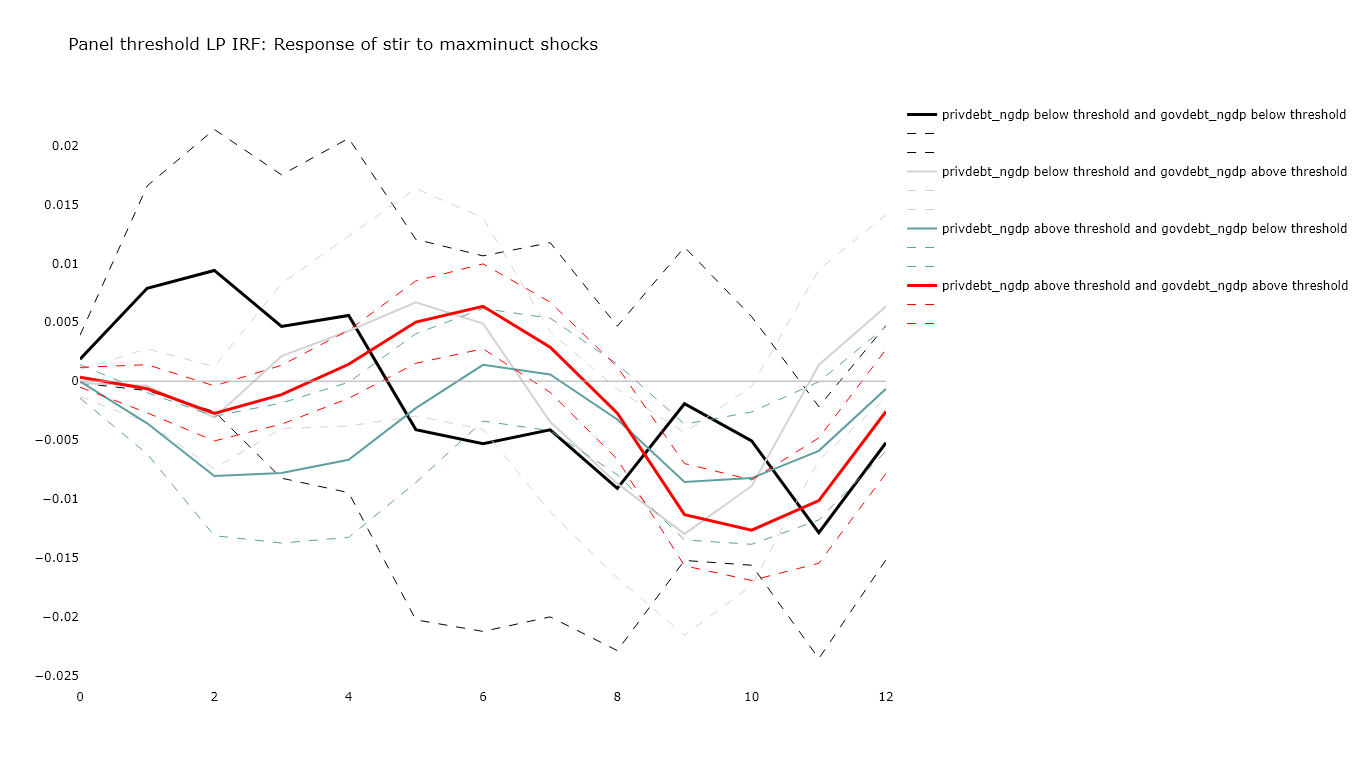 Panel threshold LP IRF: Response of stir to maxminuct shocks
0.02
0.015
0.01
0.005
0
−0.005
−0.01
−0.015
−0.02
−0.025
0 2 4 6 8 10 12
privdebt_ngdp below threshold and govdebt_ngdp below threshold
privdebt_ngdp below threshold and govdebt_ngdp above threshold
privdebt_ngdp above threshold and govdebt_ngdp below threshold
privdebt_ngdp above threshold and govdebt_ngdp above threshold